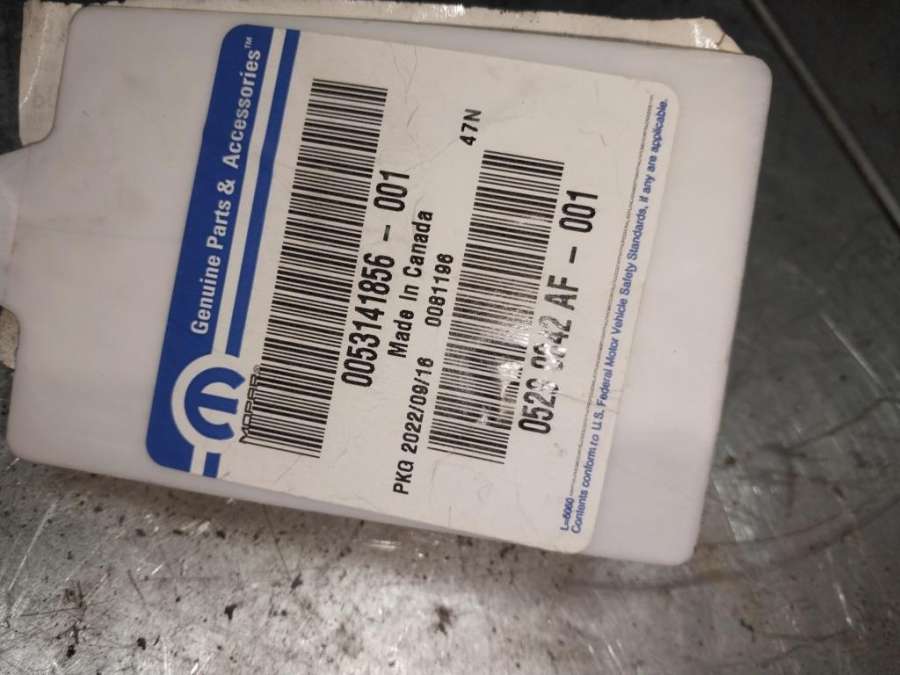 Genuine Parts & Accessories™
MOPAR®
0053141856 - 001
Made In Canada
PKG 2022/09/16 0081196
47N
AF - 001
L=6060
Contents conform to U.S. Federal Motor Vehicle Safety Standards, if any are applicable.